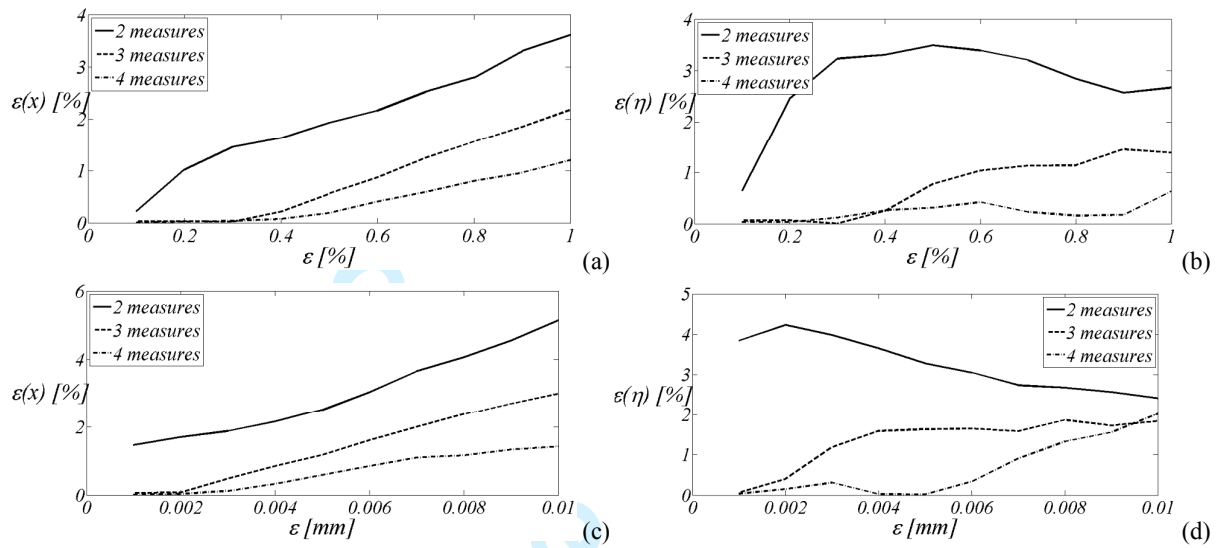 4
3
2
1
0
ε(x) [%]
2 measures
3 measures
4 measures
0
0.2
0.4
0.6
0.8
1
ε [%]
(a)
5
4
3
2
1
0
ε(η) [%]
2 measures
3 measures
4 measures
0
0.2
0.4
0.6
0.8
1
ε [%]
(b)
6
4
2
0
ε(x) [%]
2 measures
3 measures
4 measures
0
0.002
0.004
0.006
0.008
0.01
ε [mm]
(c)
5
4
3
2
1
0
ε(η) [%]
2 measures
3 measures
4 measures
0
0.002
0.004
0.006
0.008
0.01
ε [mm]
(d)